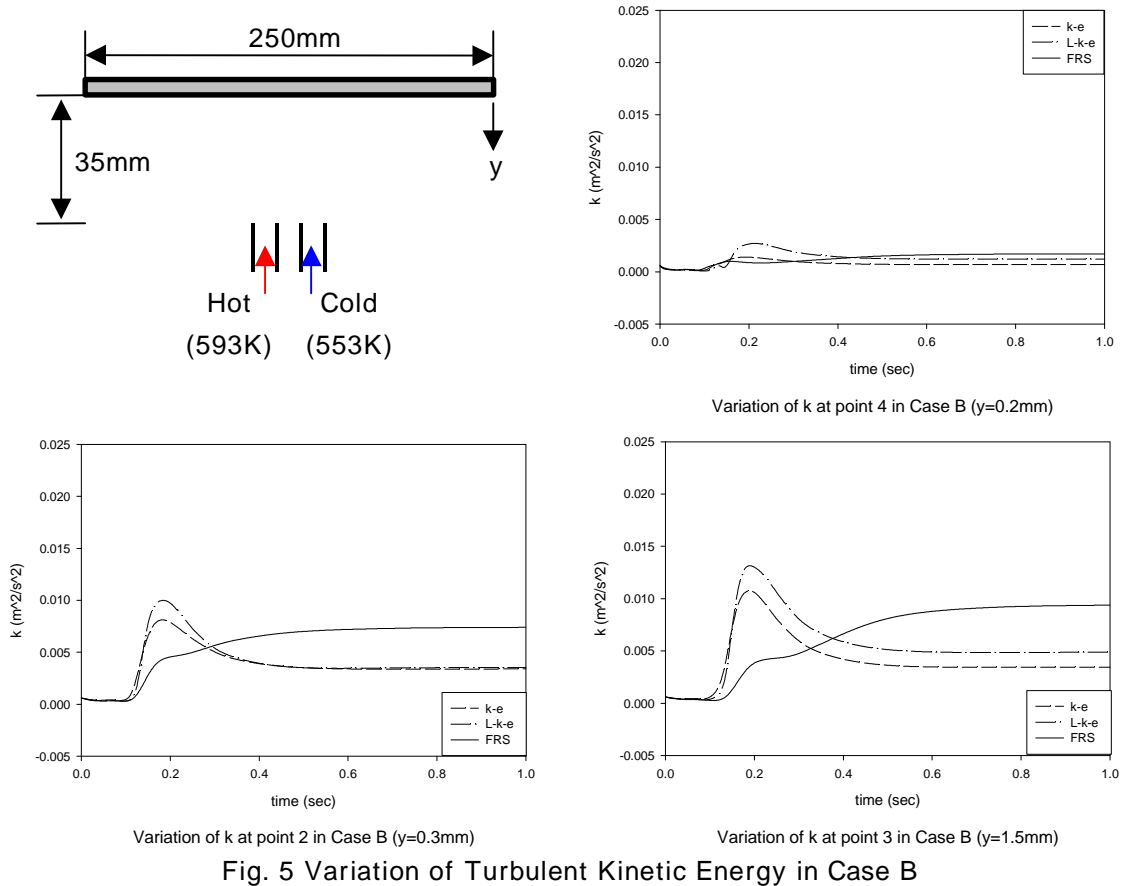 250mm
35mm
y
Hot
(593K)
Cold
(553K)
0.025
0.020
0.015
0.010
0.005
0.000
-0.005
k (m^2/s^2)
k-e
L-k-e
FRS
0.0
0.2
0.4
0.6
0.8
1.0
time (sec)
Variation of k at point 4 in Case B (y=0.2mm)
0.025
0.020
0.015
0.010
0.005
0.000
-0.005
k (m^2/s^2)
k-e
L-k-e
FRS
0.0
0.2
0.4
0.6
0.8
1.0
time (sec)
Variation of k at point 2 in Case B (y=0.3mm)
0.025
0.020
0.015
0.010
0.005
0.000
-0.005
k (m^2/s^2)
k-e
L-k-e
FRS
0.0
0.2
0.4
0.6
0.8
1.0
time (sec)
Variation of k at point 3 in Case B (y=1.5mm)
Fig. 5 Variation of Turbulent Kinetic Energy in Case B